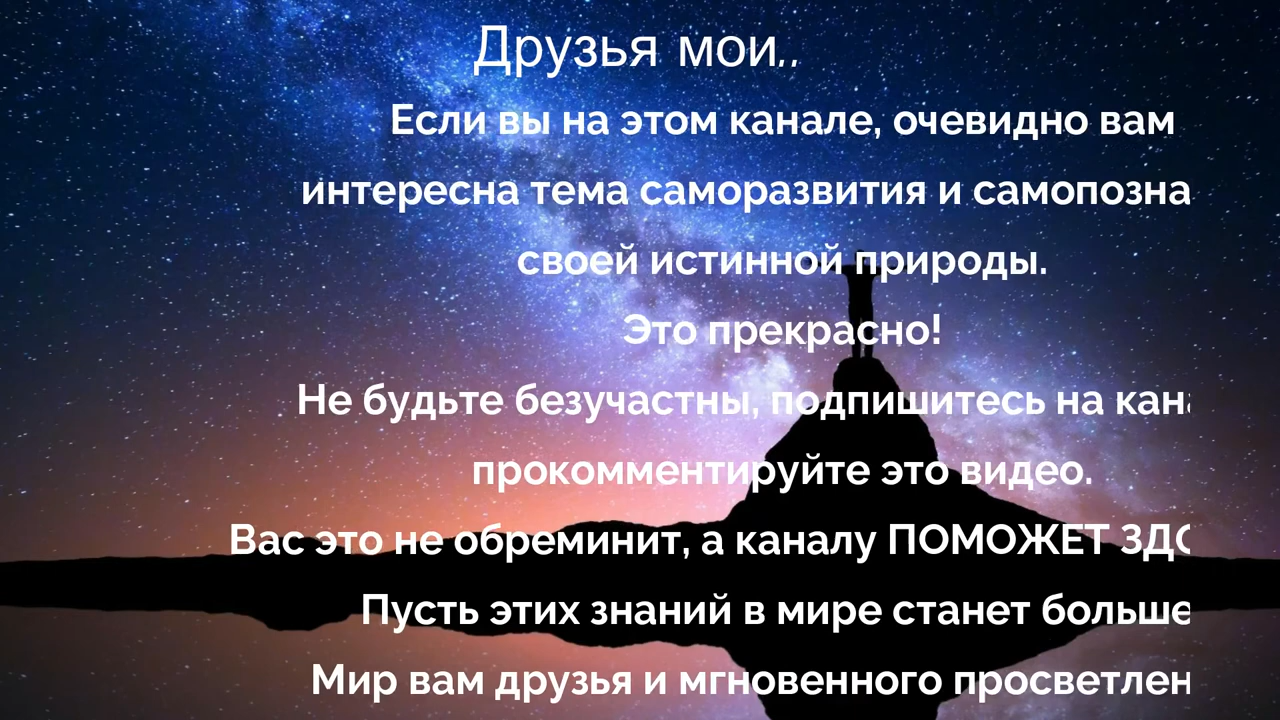 Друзья мои..
Если вы на этом канале, очевидно вам
интересна тема саморазвития и самопозна
своей истинной природы.
Это прекрасно!
Не будьте безучастны, подпишитесь на кана
прокомментируйте это видео.
Вас это не обреминит, а каналу ПОМОЖЕТ ЗДО
Пусть этих знаний в мире станет больше
Мир вам друзья и мгновенного просветлен